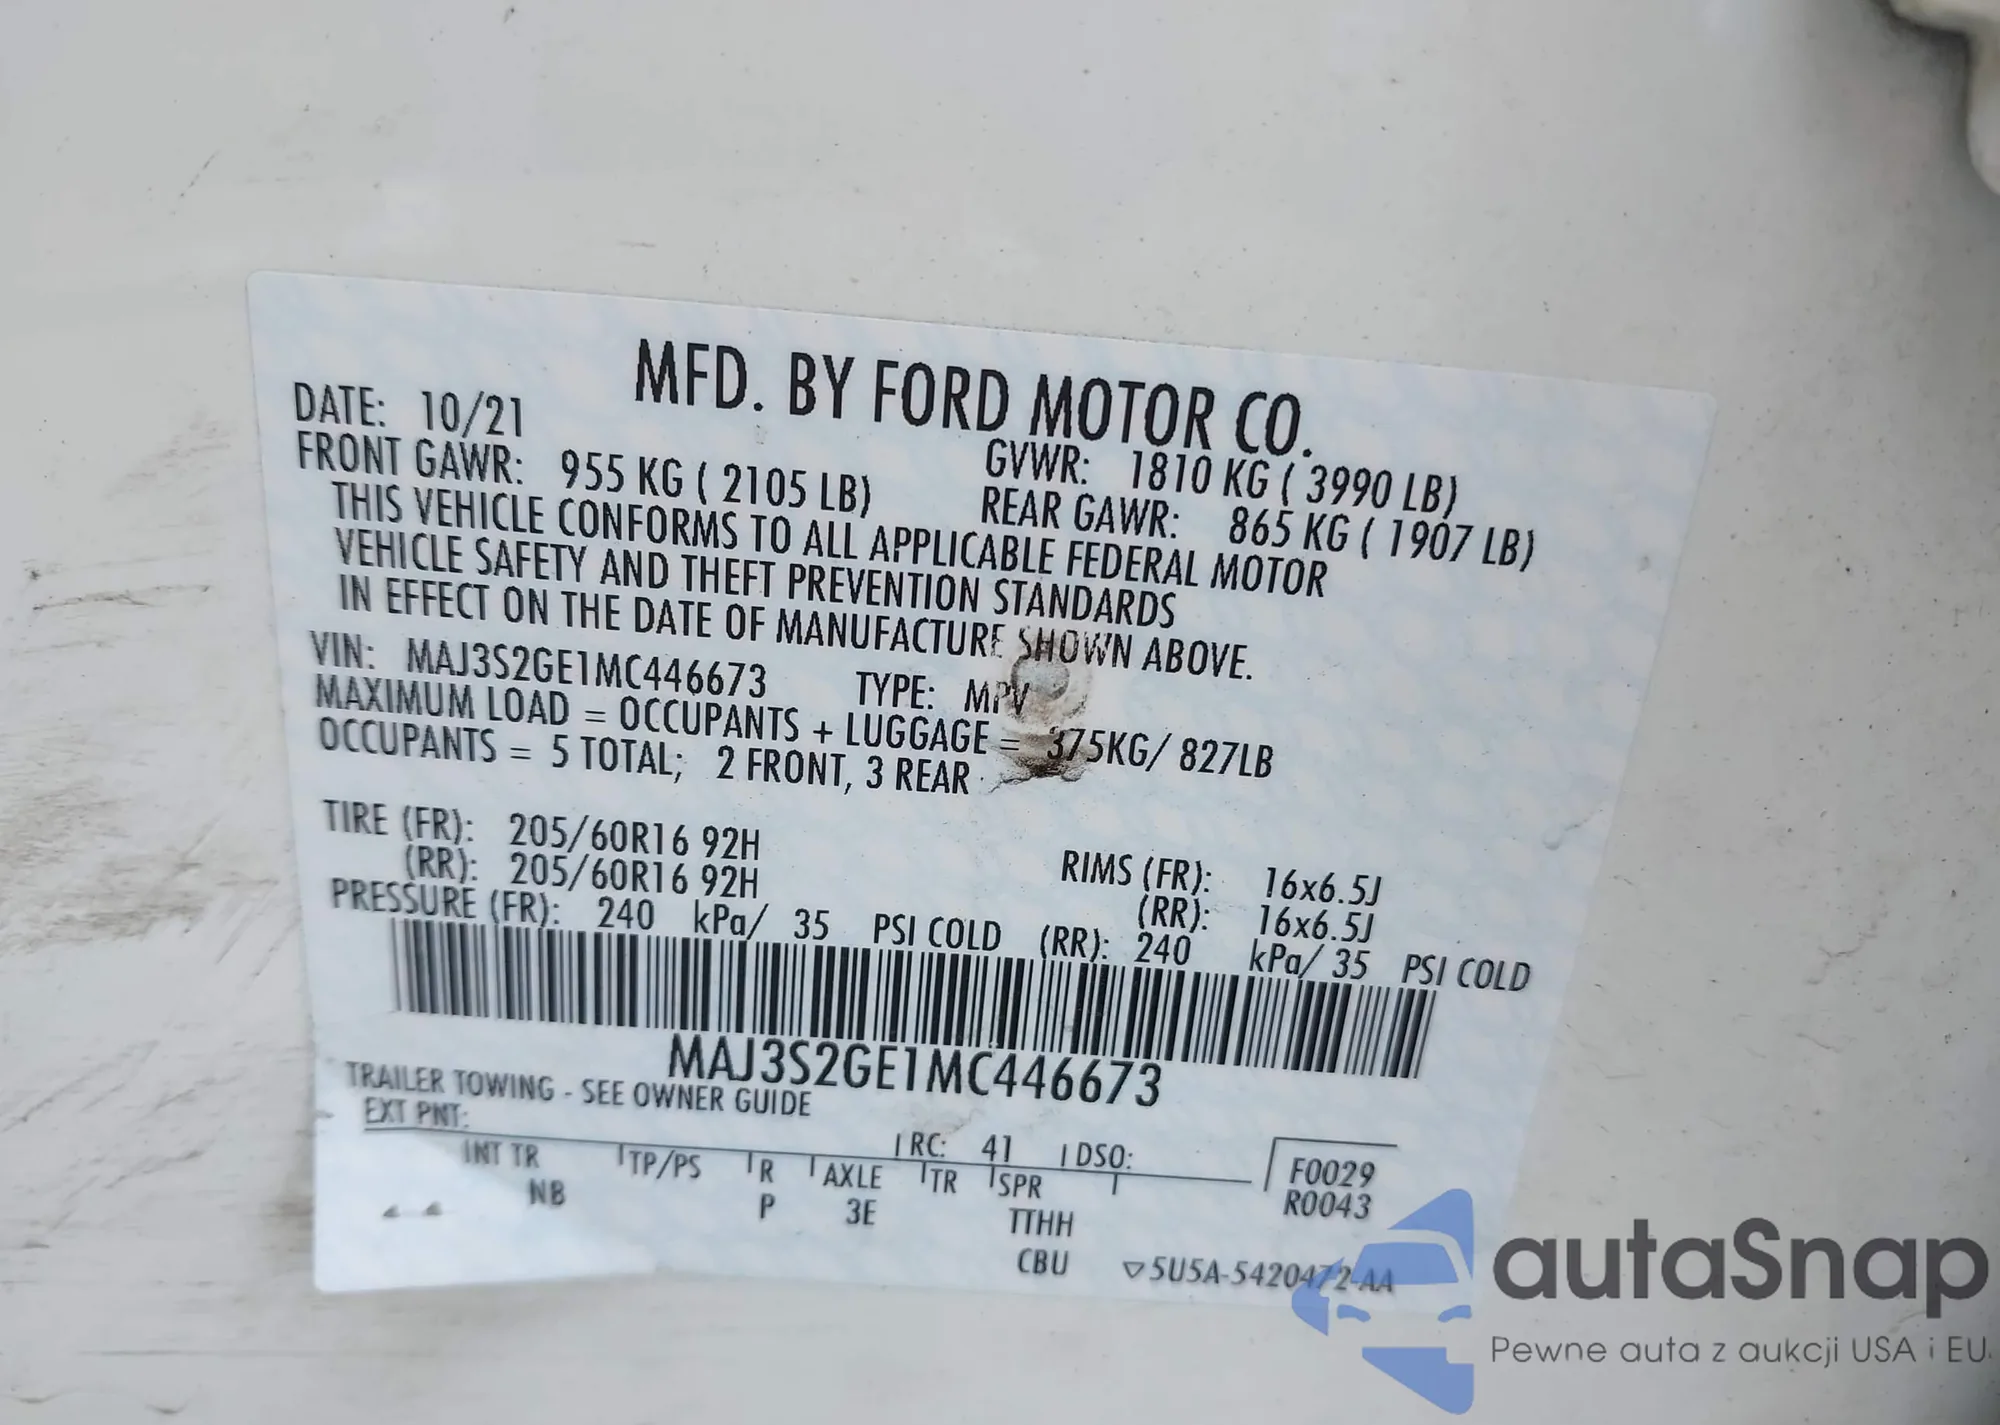 MFD. BY FORD MOTOR CO.
DATE: 10/21
GVWR: 1810 KG ( 3990 LB)
FRONT GAWR: 955 KG ( 2105 LB)
REAR GAWR: 865 KG ( 1907 LB)
THIS VEHICLE CONFORMS TO ALL APPLICABLE FEDERAL MOTOR
VEHICLE SAFETY AND THEFT PREVENTION STANDARDS
IN EFFECT ON THE DATE OF MANUFACTURE SHOWN ABOVE.
VIN: MAJ3S2GE1MC446673 TYPE: MPV
MAXIMUM LOAD = OCCUPANTS + LUGGAGE = 375KG/ 827LB
OCCUPANTS = 5 TOTAL; 2 FRONT, 3 REAR
TIRE (FR): 205/60R16 92H RIMS (FR): 16x6.5J
(RR): 205/60R16 92H (RR): 16x6.5J
PRESSURE (FR): 240 kPa/ 35 PSI COLD (RR): 240 kPa/ 35 PSI COLD
MAJ3S2GE1MC446673
TRAILER TOWING - SEE OWNER GUIDE
EXT PNT: RC: 41 DSO:
INT TR TP/PS R AXLE TR SPR
NB P 3E TTHH
F0029
R0043
CBU ▽5U5A-5420472-AA
autaSnap
Pewne auta z aukcji USA i EU